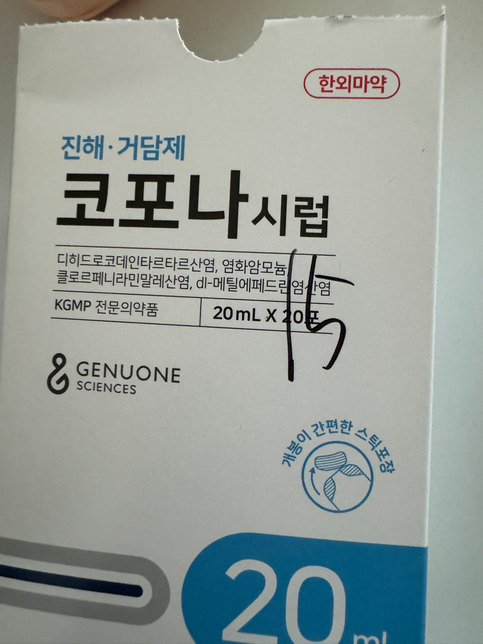 한외마약
진해·거담제
코포나시럽
디히드로코데인타르타르산염, 염화암모늄,
클로르페니라민말레산염, dl-메틸에페드린염산염
KGMP 전문의약품
20mL X 20포
15
GENUONE
SCIENCES
개봉이 간편한 스틱포장
20ml